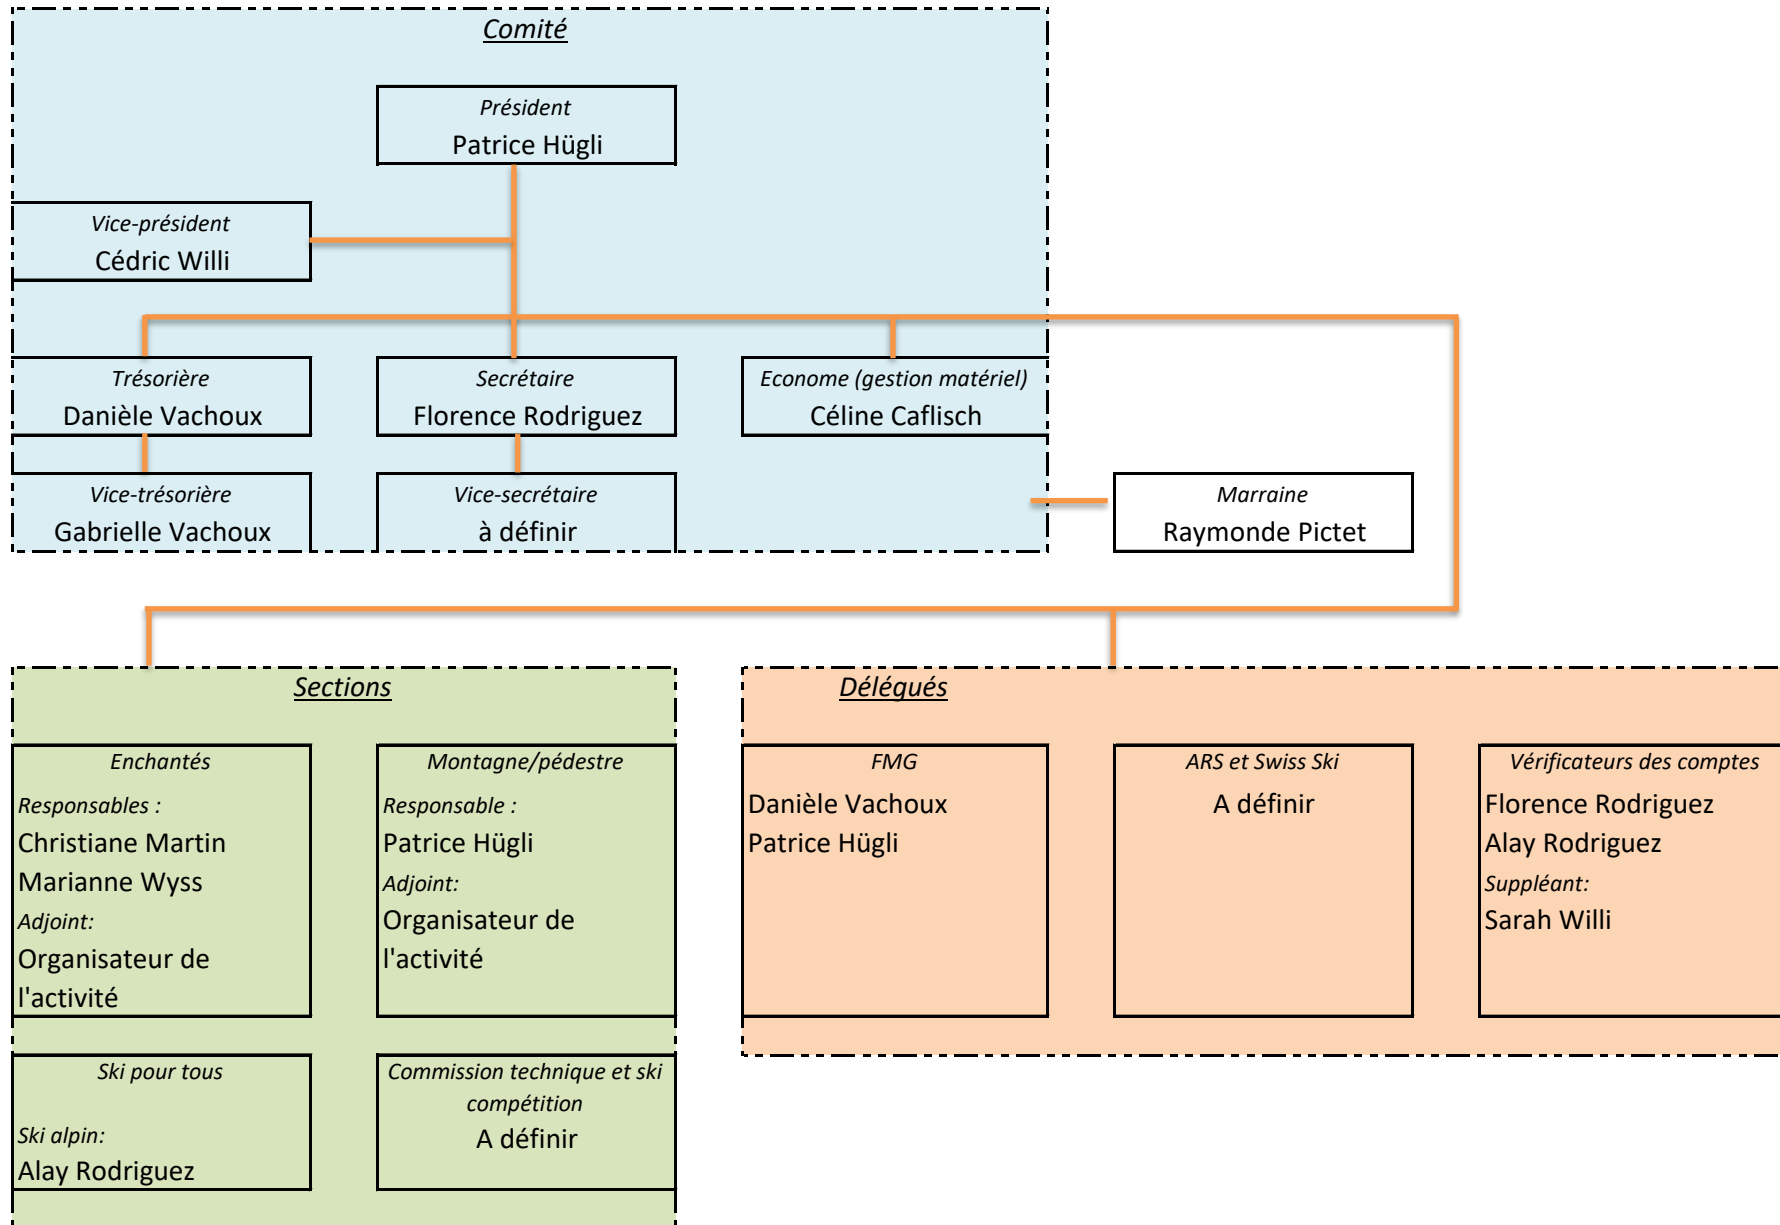 Comité
Président
Patrice Hügli
Vice-président
Cédric Willi
Trésorière
Danièle Vachoux
Secrétaire
Florence Rodriguez
Econome (gestion matériel)
Céline Caflisch
Vice-trésorière
Gabrielle Vachoux
Vice-secrétaire
à définir
Marraine
Raymonde Pictet
Sections
Enchantés
Responsables :
Christiane Martin
Marianne Wyss
Adjoint:
Organisateur de
l'activité
Montagne/pédestre
Responsable :
Patrice Hügli
Adjoint:
Organisateur de
l'activité
Ski pour tous
Ski alpin:
Alay Rodriguez
Commission technique et ski
compétition
A définir
Délégués
FMG
Danièle Vachoux
Patrice Hügli
ARS et Swiss Ski
A définir
Vérificateurs des comptes
Florence Rodriguez
Alay Rodriguez
Suppléant:
Sarah Willi